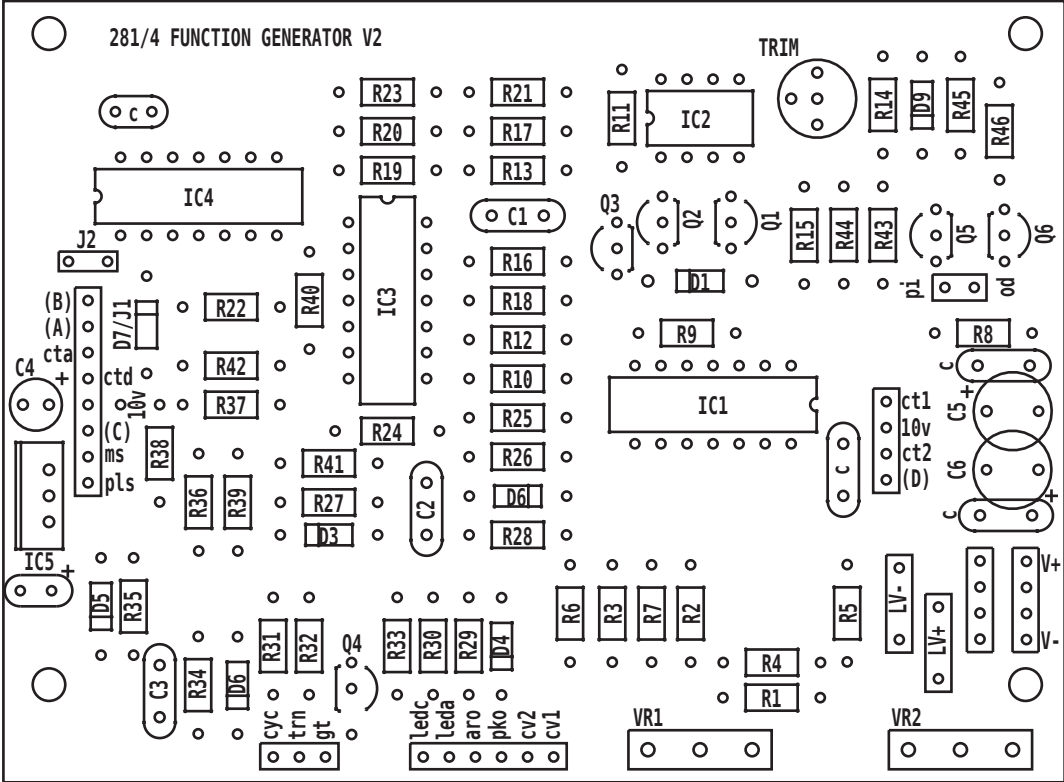 281/4 FUNCTION GENERATOR V2
TRIM
C
R23
R21
R20
R17
R19
R13
R11
IC2
R14
D9
R45
R46
IC4
C1
Q3
Q2
Q1
R15
R44
R43
Q5
Q6
J2
R16
D1
pi
od
(B)
(A)
cta
ctd
10v
(C)
ms
pls
D7/J1
R22
R40
IC3
R18
R12
R9
R8
C4
+
R42
R10
C
C5
+
R37
R25
IC1
ct1
10v
ct2
(D)
R38
R24
R26
C
C6
+
R41
R36
R39
R27
C2
D6
C
D3
R28
IC5
+
D5
R35
R6
R3
R7
R2
R5
LV-
V+
V-
LV+
R31
R32
Q4
R33
R30
R29
D4
C3
R34
D6
R4
R1
cyc
trn
gt
ledc
leda
aro
pko
cv2
cv1
VR1
VR2